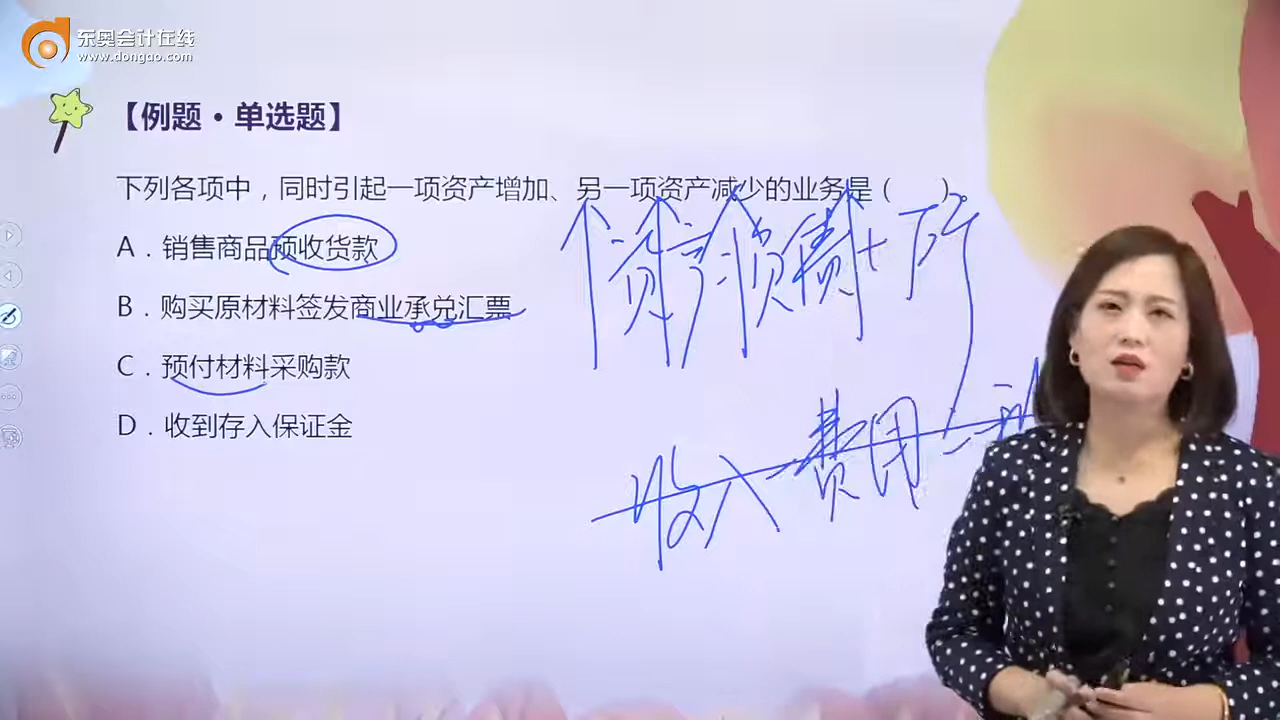 东奥会计在线
www.dongao.com
【例题·单选题】
下列各项中，同时引起一项资产增加、另一项资产减少的业务是（　　）。
A．销售商品预收货款
B．购买原材料签发商业承兑汇票
C．预付材料采购款
D．收到存入保证金
资产 负债+所
收入-费用=利